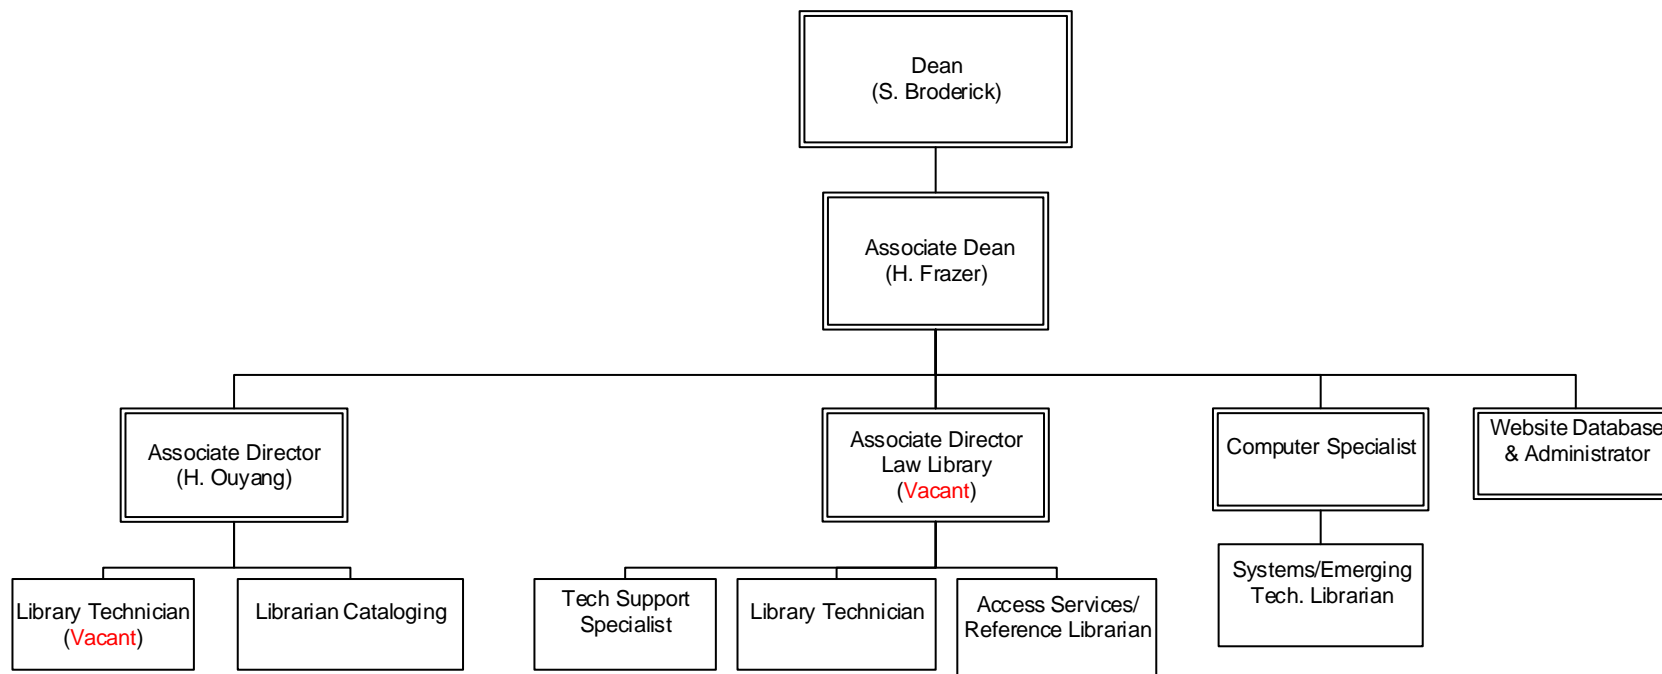 Dean
(S. Broderick)
Associate Dean
(H. Frazer)
Associate Director
(H. Ouyang)
Associate Director
Law Library
(Vacant)
Computer Specialist
Website Database
& Administrator
Library Technician
(Vacant)
Librarian Cataloging
Tech Support
Specialist
Library Technician
Access Services/
Reference Librarian
Systems/Emerging
Tech. Librarian